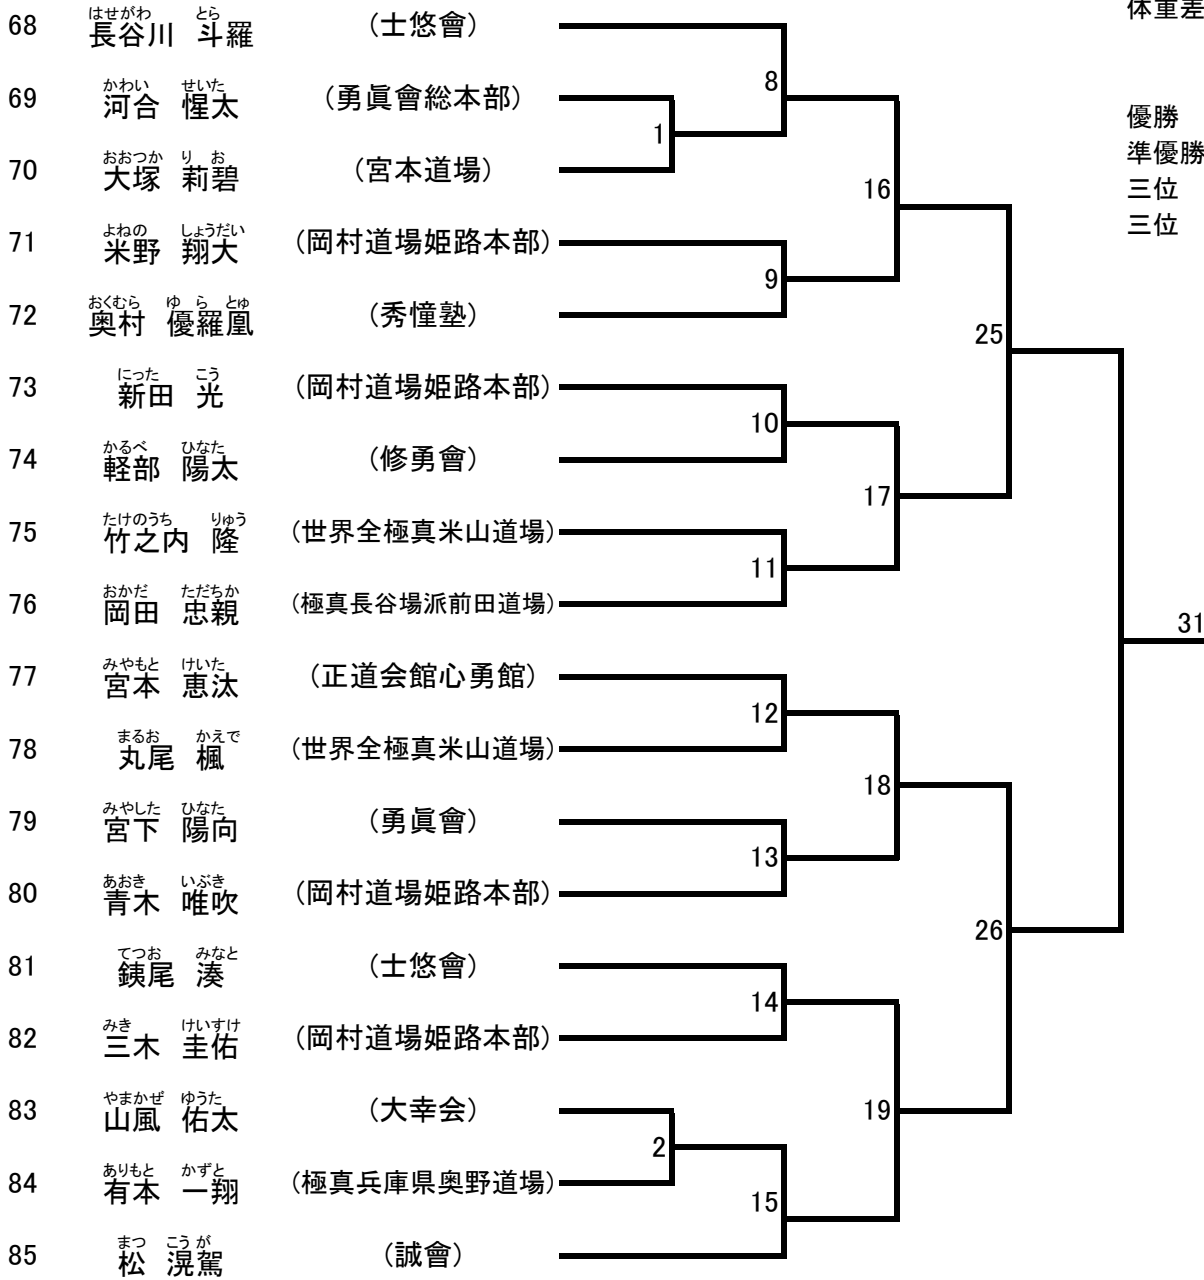 体重差
はせがわ とら
68 長谷川 斗羅 (士悠會)
8
かわい せいた
69 河合 惺太 (勇眞會総本部)
優勝
1
準優勝
おおつか り お
70 大塚 莉碧 (宮本道場)
16
三位
三位
よねの しょうだい
71 米野 翔大 (岡村道場姫路本部)
9
おくむら ゆ ら とゅ
72 奥村 優羅凰 (秀憧塾)
25
にった こう
73 新田 光 (岡村道場姫路本部)
10
かるべ ひなた
74 軽部 陽太 (修勇會)
17
たけのうち りゅう
75 竹之内 隆 (世界全極真米山道場)
11
おかだ ただちか
76 岡田 忠親 (極真長谷場派前田道場)
31
みやもと けいた
77 宮本 恵汰 (正道会館心勇館)
12
まるお かえで
78 丸尾 楓 (世界全極真米山道場)
18
みやした ひなた
79 宮下 陽向 (勇眞會)
13
あおき いぶき
80 青木 唯吹 (岡村道場姫路本部)
26
てつお みなと
81 銕尾 湊 (士悠會)
14
みき けいすけ
82 三木 圭佑 (岡村道場姫路本部)
やまかぜ ゆうた
83 山風 佑太 (大幸会)
19
2
ありもと かずと
84 有本 一翔 (極真兵庫県奥野道場)
15
まつ こう が
85 松 滉駕 (誠會)